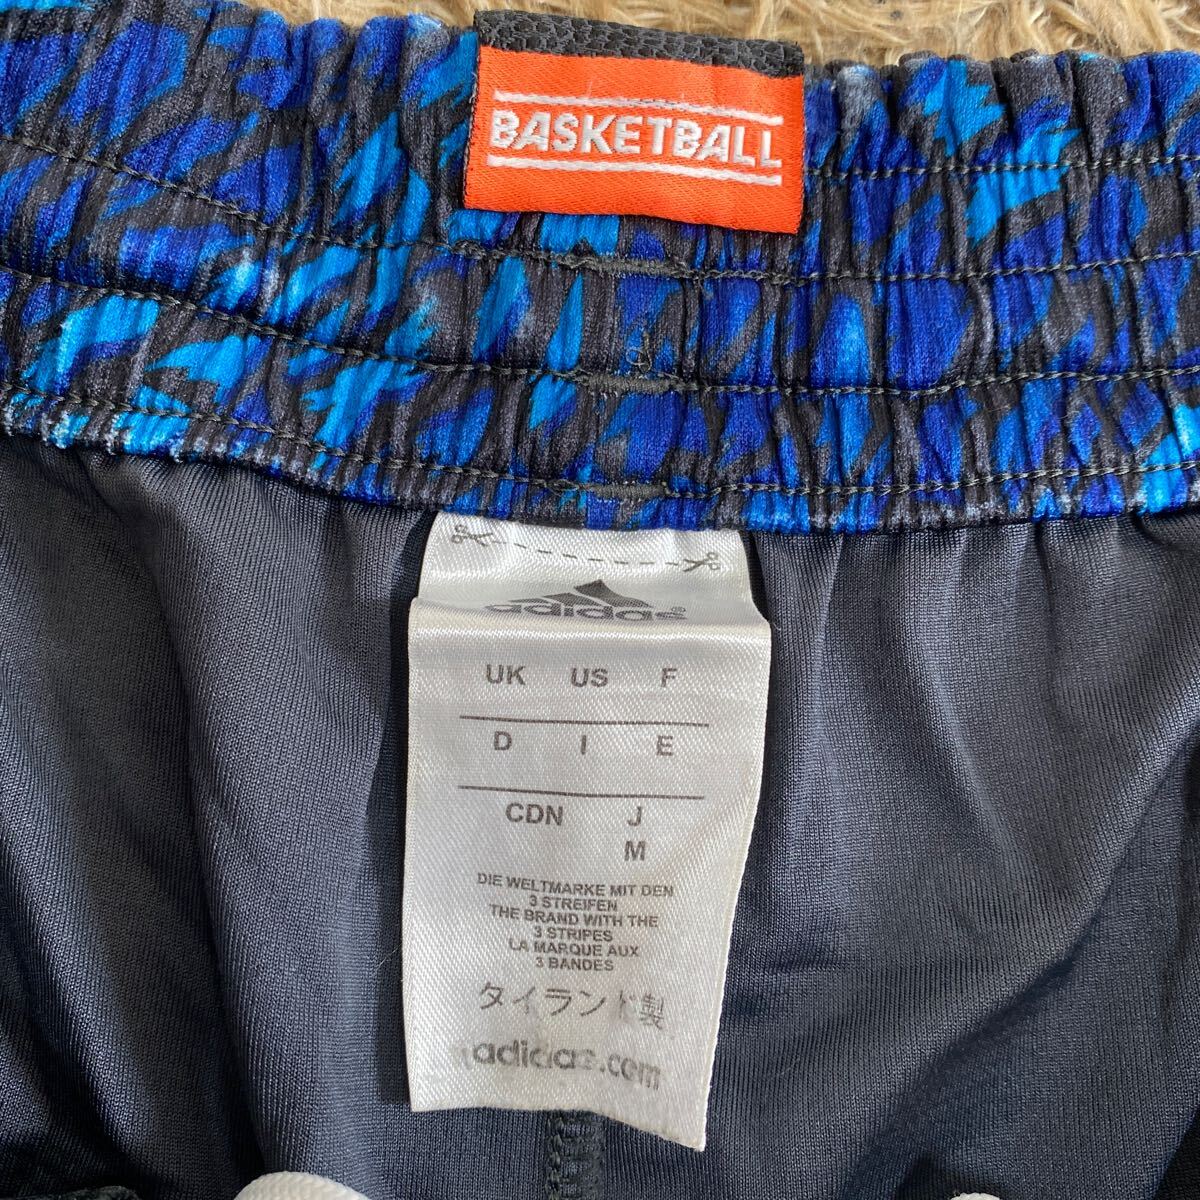 BASKETBALL
adidas®
UK US F
D I E
CDN J
M
DIE WELTMARKE MIT DEN
3 STREIFEN
THE BRAND WITH THE
3 STRIPES
LA MARQUE AUX
3 BANDES
タイランド製
adidas.com